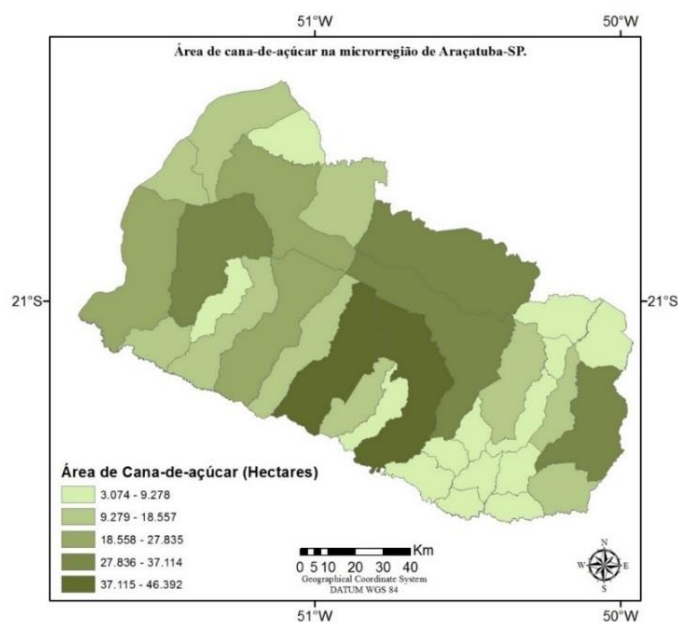 51°W
50°W
Área de cana-de-açúcar na microrregião de Araçatuba-SP.
21°S
21°S
Área de Cana-de-açúcar (Hectares)
3.074 - 9.278
9.279 - 18.557
18.558 - 27.835
27.836 - 37.114
37.115 - 46.392
Km
0 5 10 20 30 40
Geographical Coordinate System
DATUM WGS 84
N
W
E
S
51°W
50°W